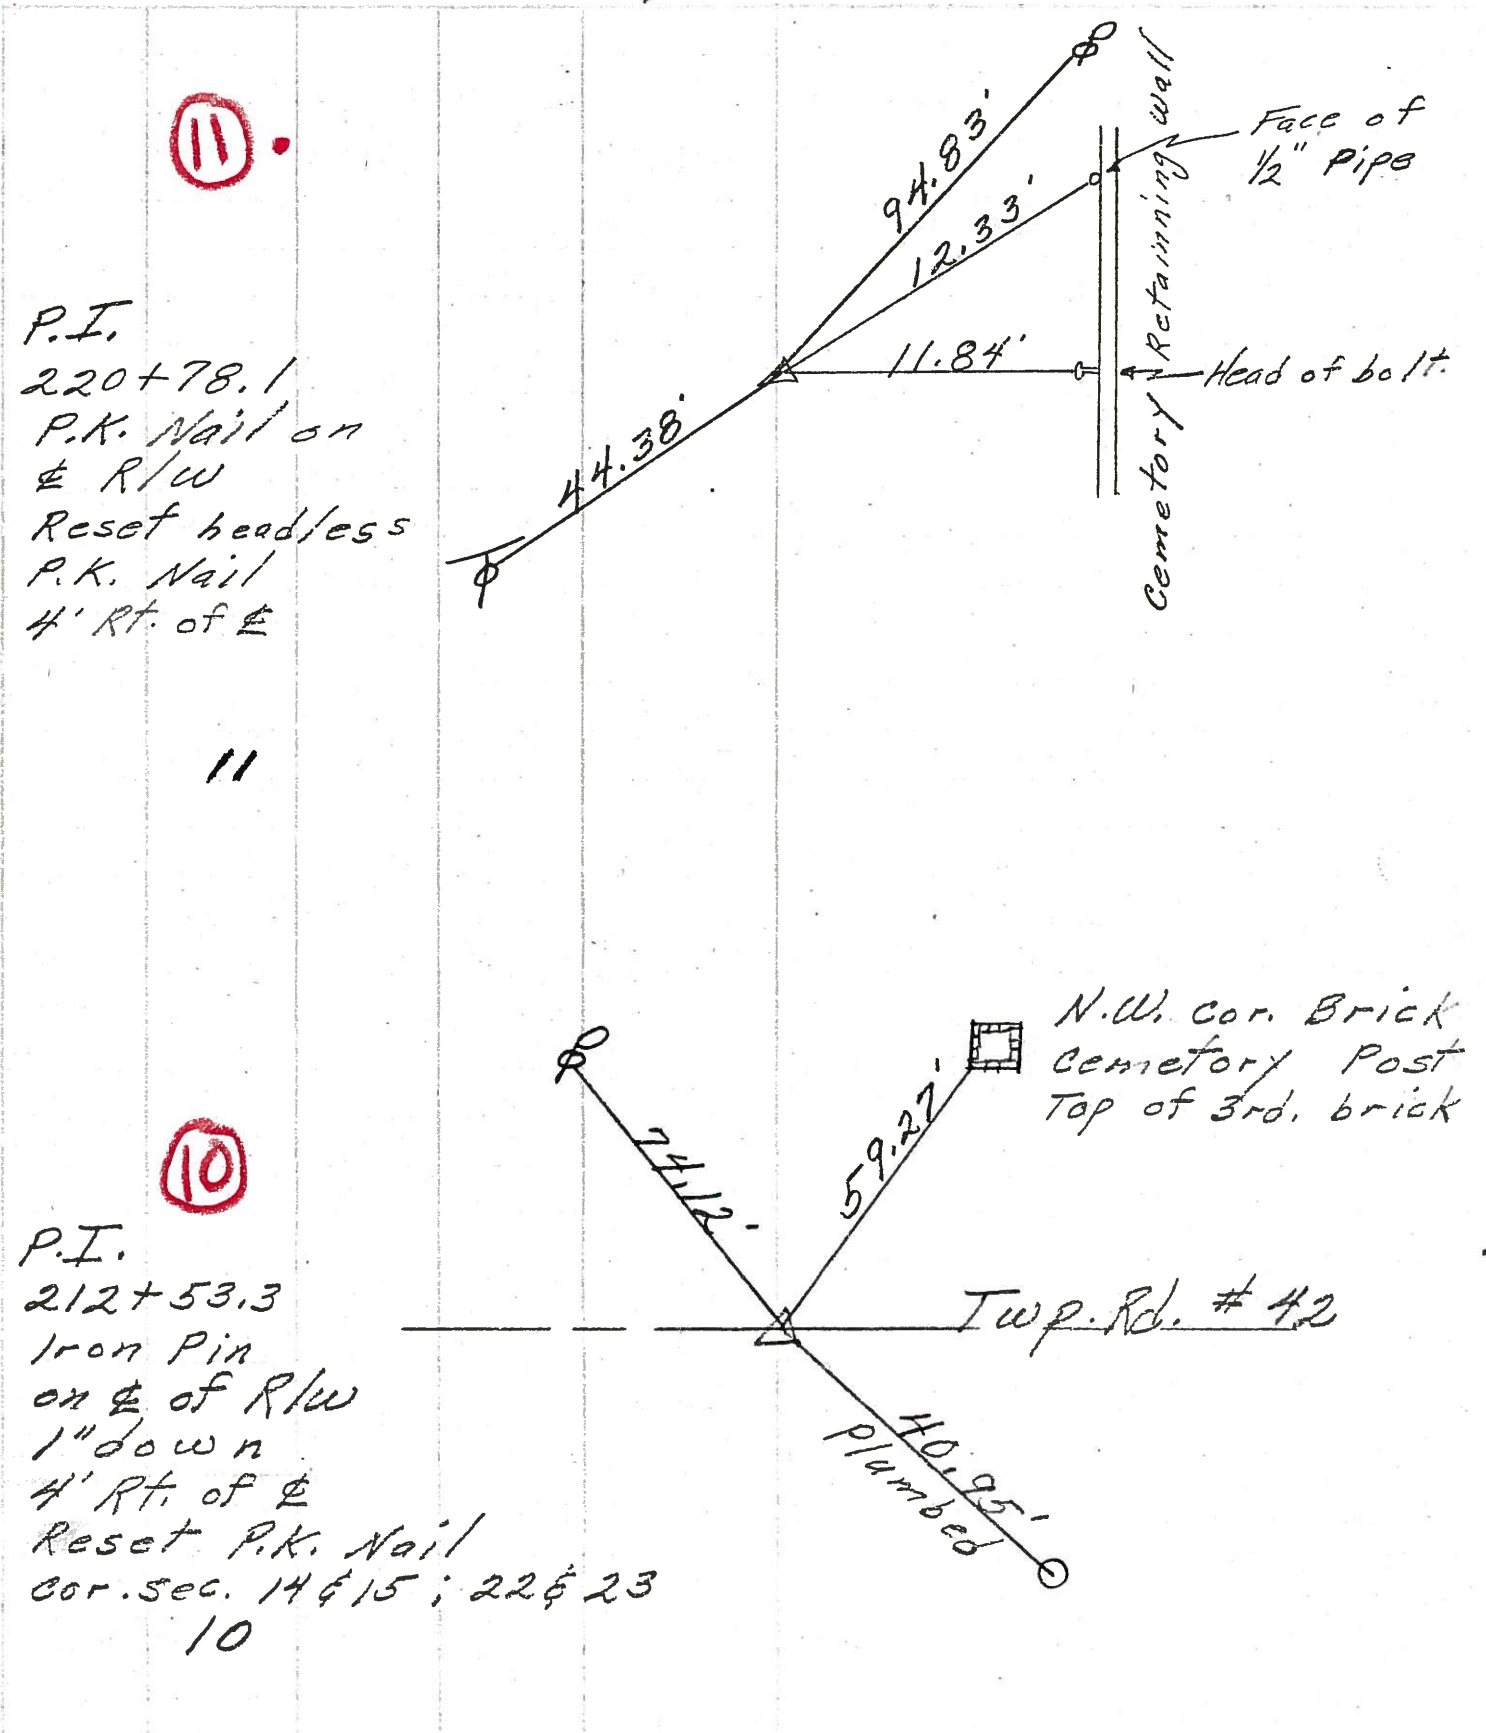 11.
P.I.
220+78.1
P.K. Nail on
℄ R/W
Reset headless
P.K. Nail
4' Rt. of ℄
11
94.83'
12.33'
11.84'
44.38'
Face of
1/2" Pipe
Cemetory Retainning Wall
Head of bolt.
10
P.I.
212+53.3
Iron Pin
on ℄ of R/W
1" down
4' Rt. of ℄
Reset P.K. Nail
cor. sec. 14 & 15 ; 22 & 23
10
74.12'
59.27'
N.W. Cor. Brick
Cemetory Post
Top of 3rd. brick
Twp. Rd. # 42
40.95'
Plumbed